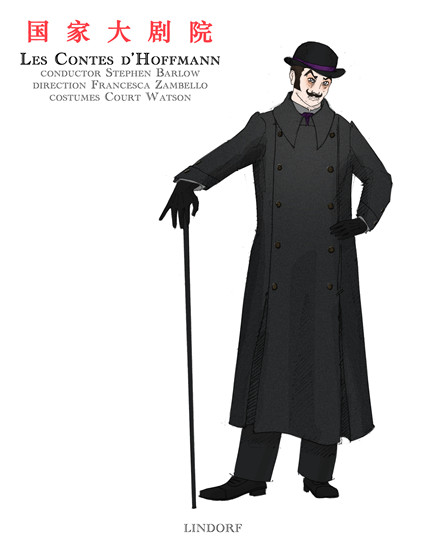 国家大剧院
Les Contes d'Hoffmann
conductor Stephen Barlow
direction Francesca Zambello
costumes Court Watson
LINDORF